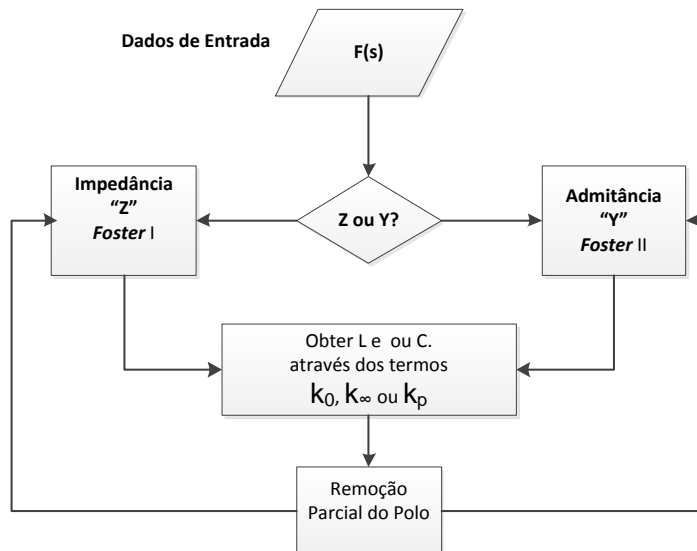 Dados de Entrada
F(s)
Impedância
“Z”
Foster I
Z ou Y?
Admitância
“Y”
Foster II
Obter L e ou C.
através dos termos
k0, k∞ ou kp
Remoção
Parcial do Polo